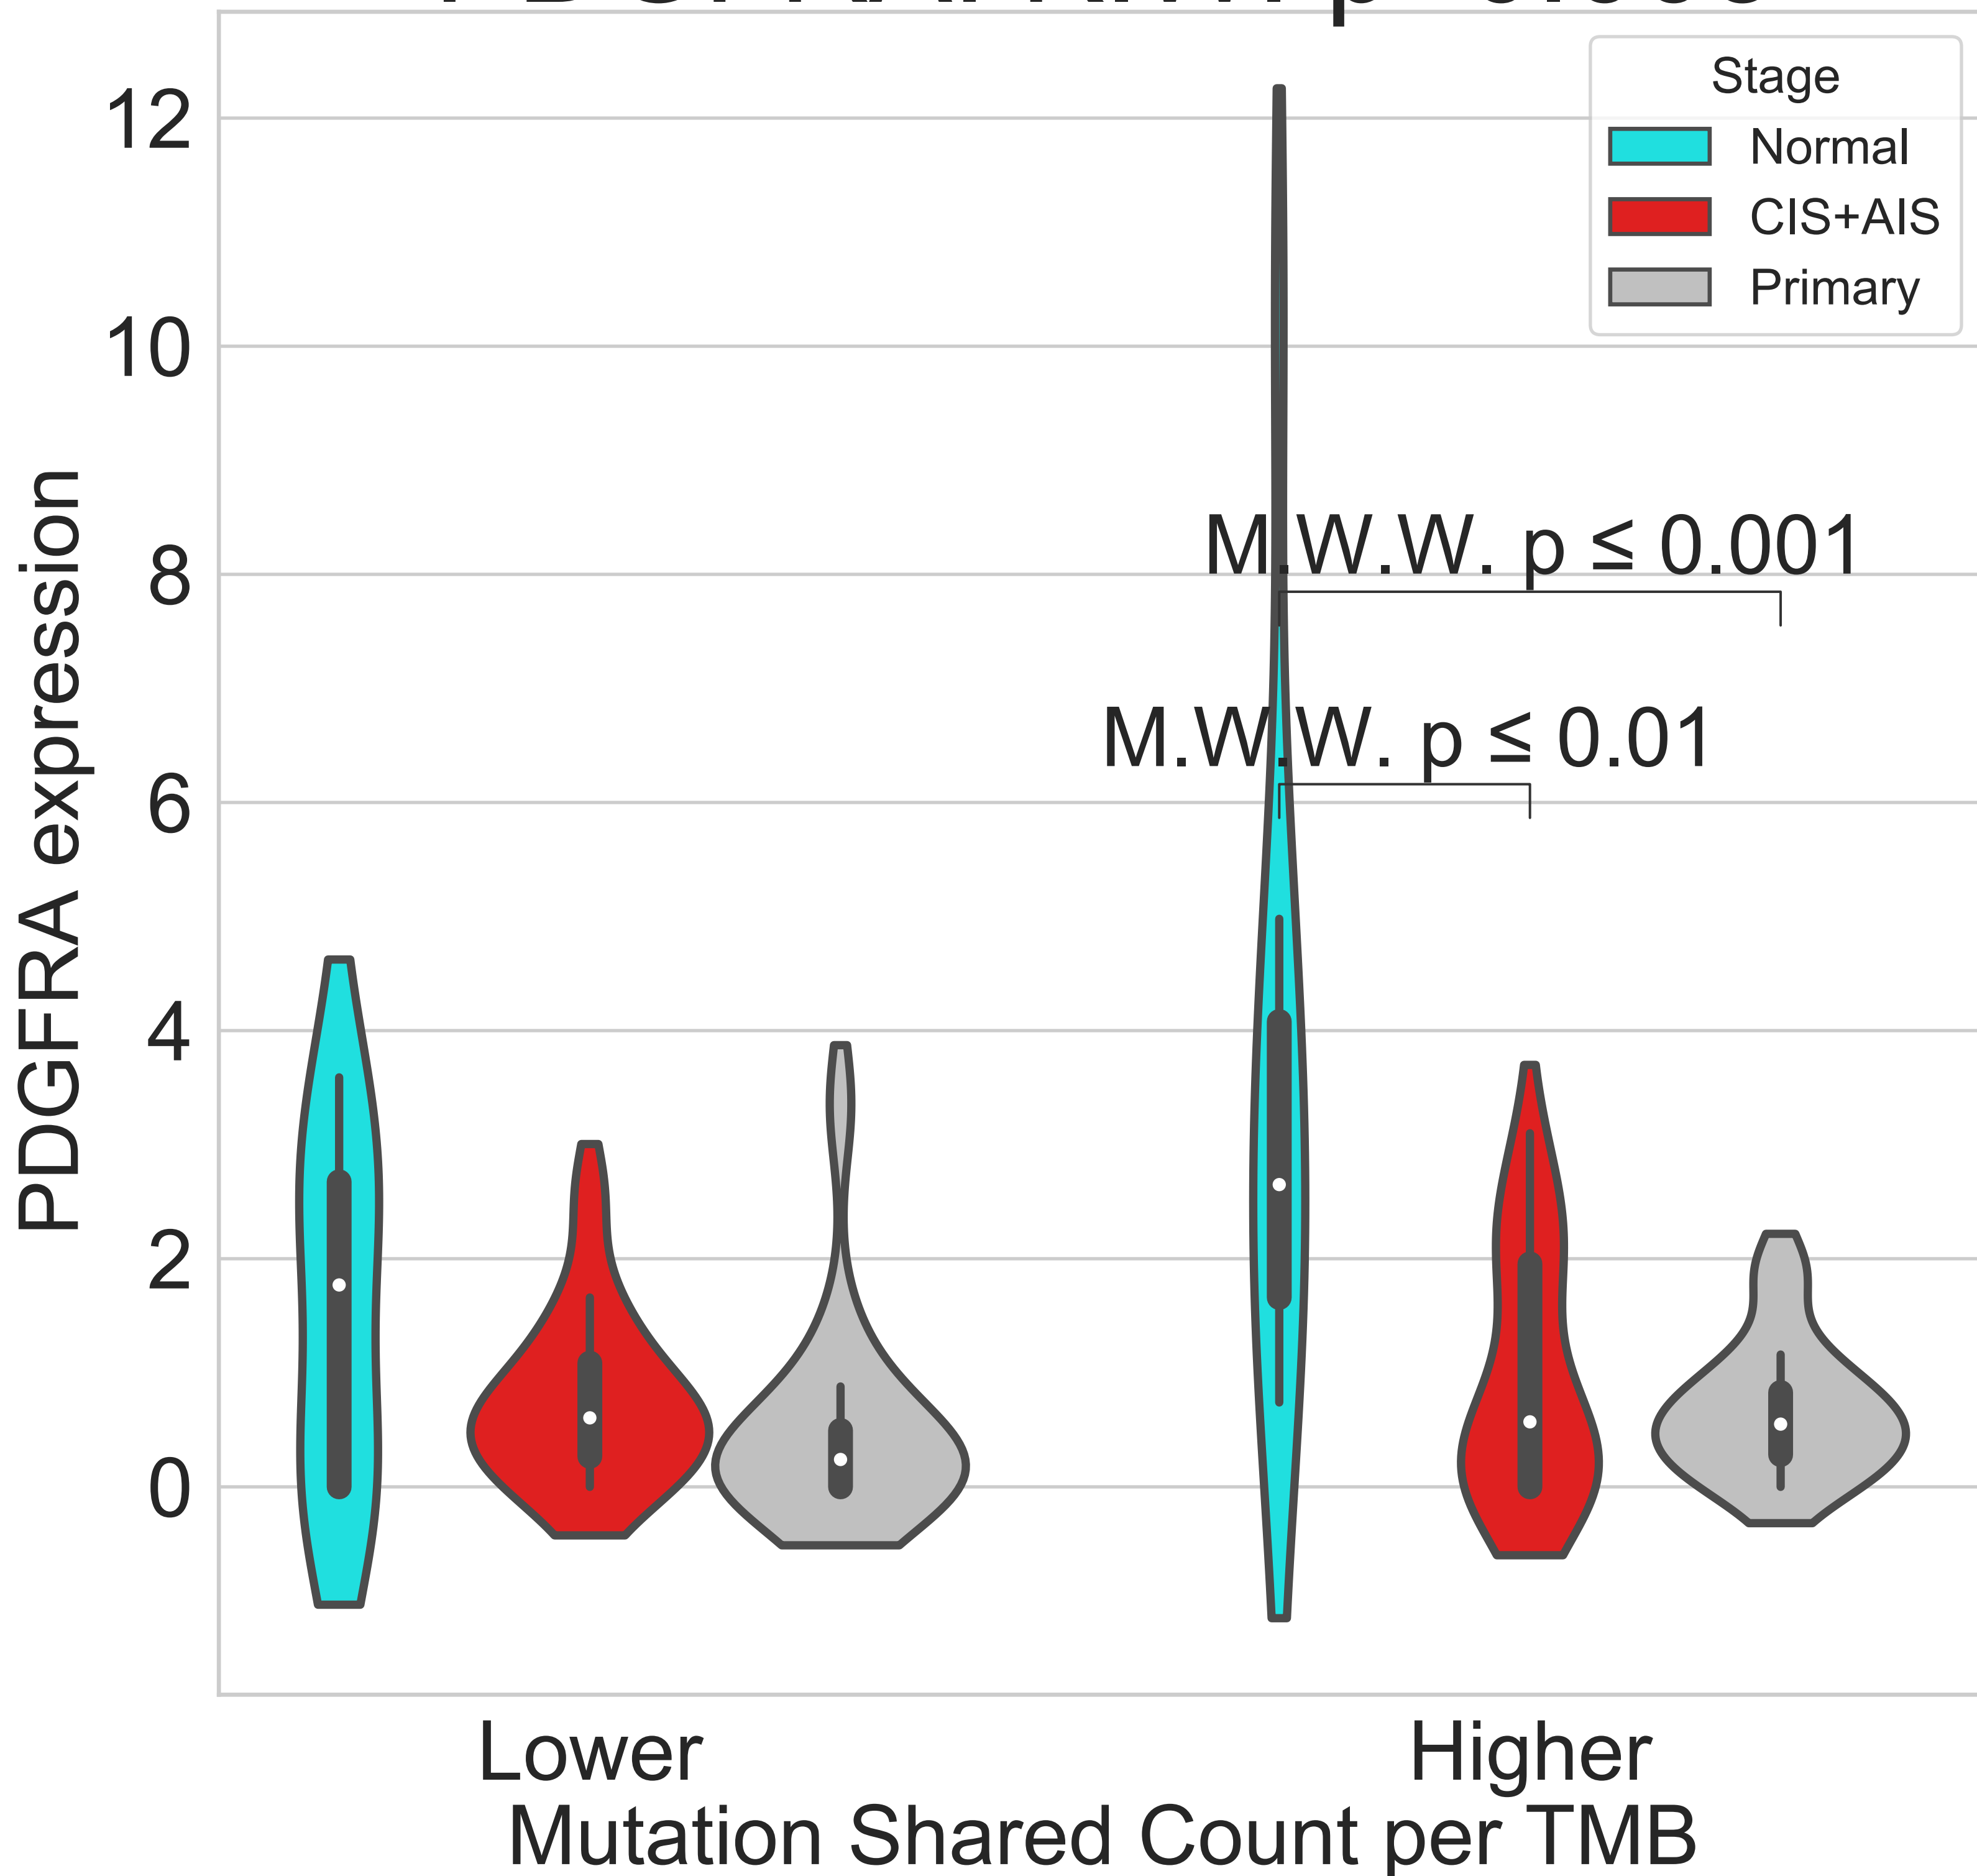 Stage
Normal
CIS+AIS
Primary
12
10
8
6
4
2
0
PDGFRA expression
M.W.W. p ≤ 0.001
M.W.W. p ≤ 0.01
Lower
Higher
Mutation Shared Count per TMB